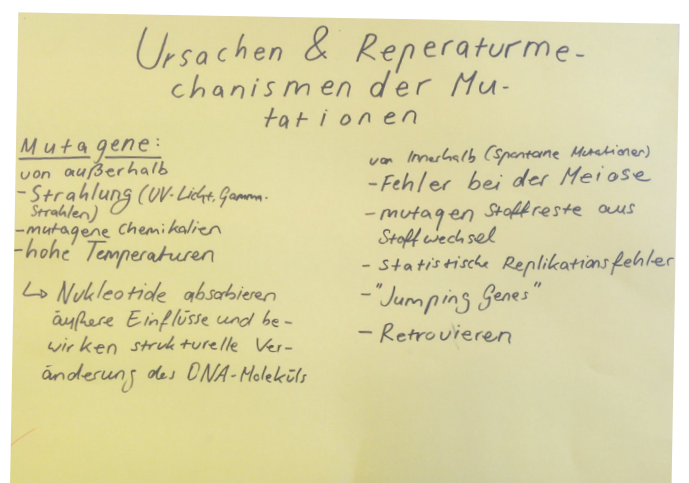 Ursachen & Reperaturme-
chanismen der Mu-
tationen
Mutagene:
von außerhalb
- Strahlung (UV-Licht, Gamm-
Strahlen)
- mutagene Chemikalien
- hohe Temperaturen
↳ Nukleotide absorbieren
äußere Einflüsse und be-
wirken strukturelle Ver-
änderung des DNA-Moleküls
von Innerhalb (Spontane Mutationen)
- Fehler bei der Meiose
- mutagen Stoffreste aus
Stoffwechsel
- statistische Replikationsfehler
- "Jumping Genes"
- Retrovieren